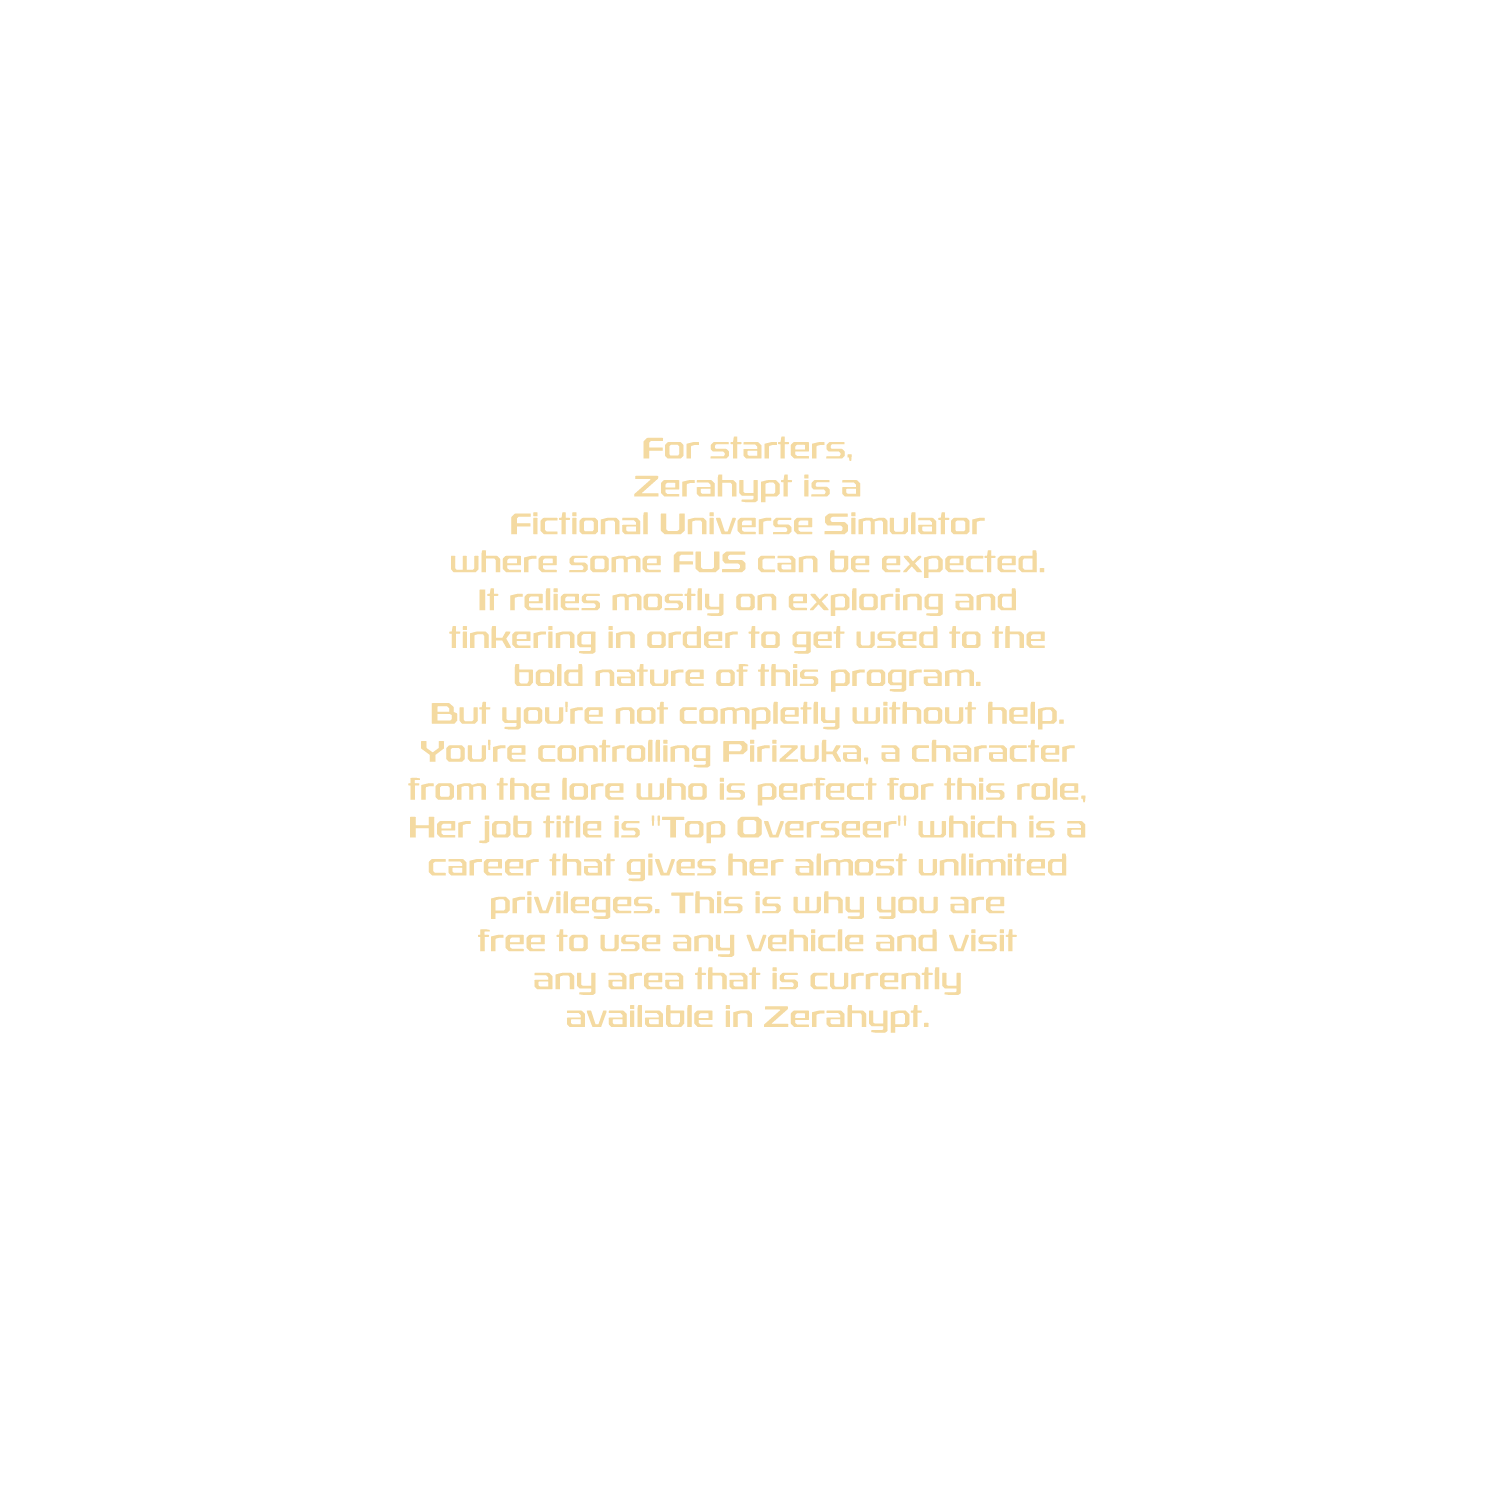 For starters,
Zerahypt is a
Fictional Universe Simulator
where some FUS can be expected.
It relies mostly on exploring and
tinkering in order to get used to the
bold nature of this program.
But you're not completly without help.
You're controlling Pirizuka, a character
from the lore who is perfect for this role,
Her job title is "Top Overseer" which is a
career that gives her almost unlimited
privileges. This is why you are
free to use any vehicle and visit
any area that is currently
available in Zerahypt.